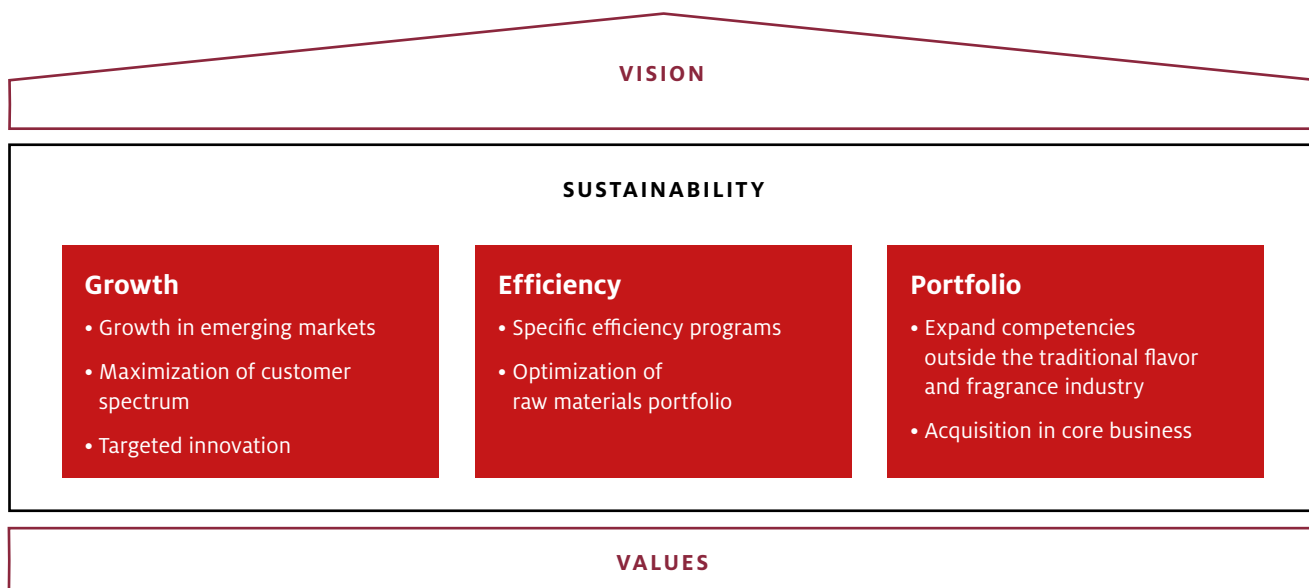 VISION
SUSTAINABILITY
Growth
• Growth in emerging markets
• Maximization of customer
spectrum
• Targeted innovation
Efficiency
• Specific efficiency programs
• Optimization of
raw materials portfolio
Portfolio
• Expand competencies
outside the traditional flavor
and fragrance industry
• Acquisition in core business
VALUES